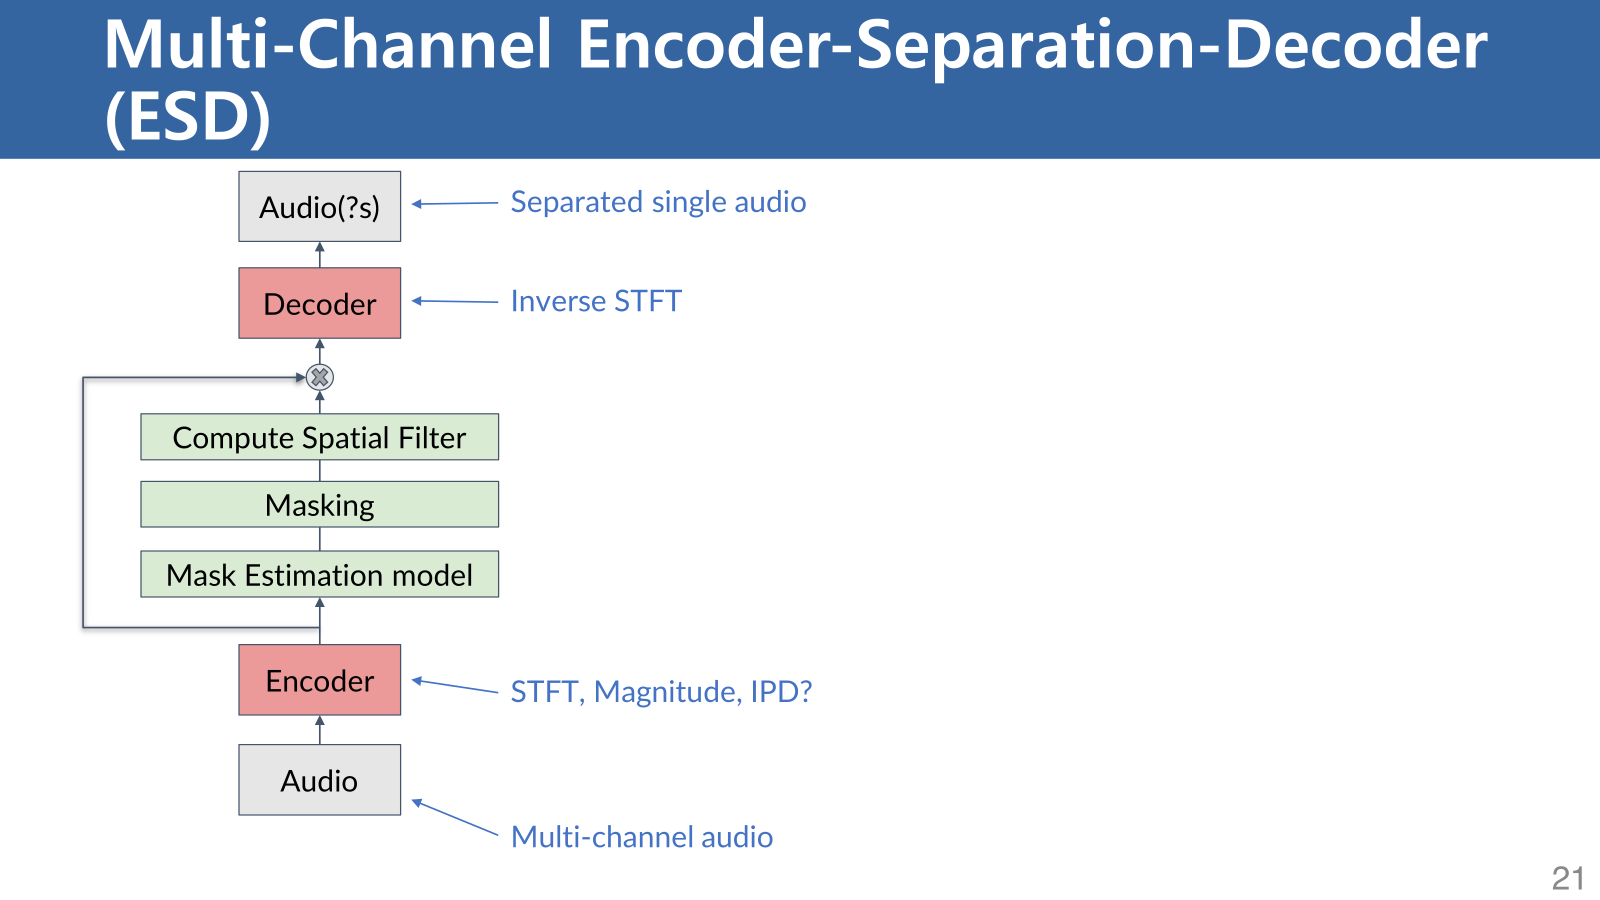 Multi-Channel Encoder-Separation-Decoder
(ESD)
Audio(?s)
Separated single audio
Decoder
Inverse STFT
Compute Spatial Filter
Masking
Mask Estimation model
Encoder
STFT, Magnitude, IPD?
Audio
Multi-channel audio
21